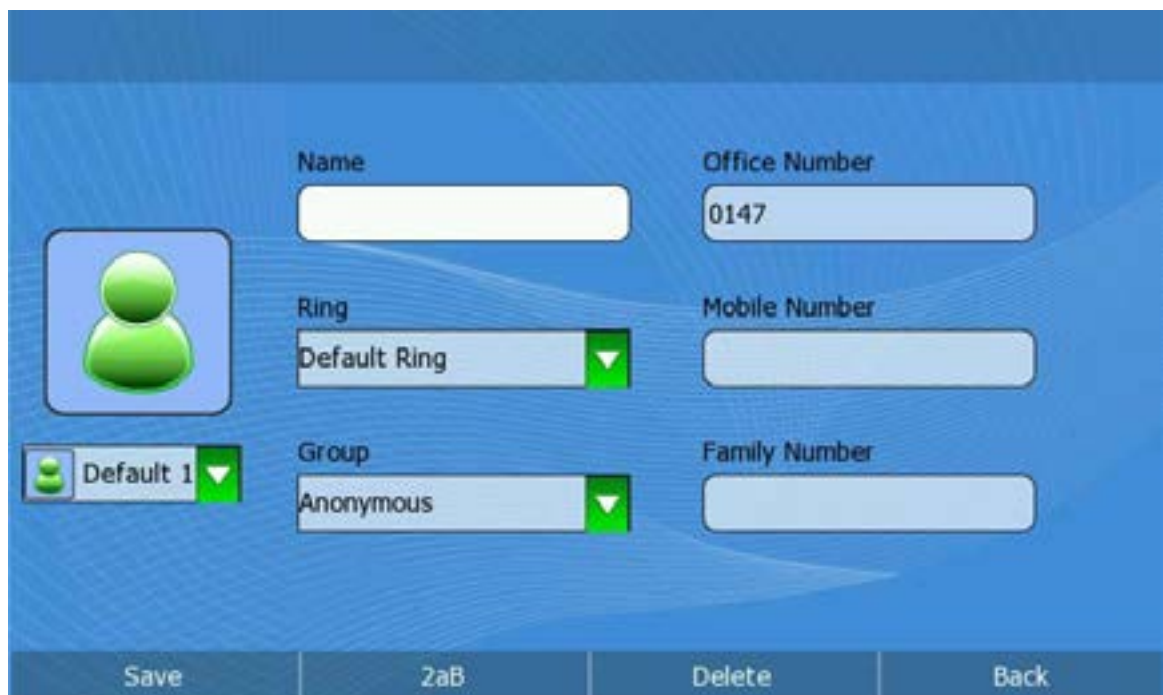 Name
Office Number
0147
Ring
Mobile Number
Default Ring
Default 1
Group
Family Number
Anonymous
Save 2aB Delete Back